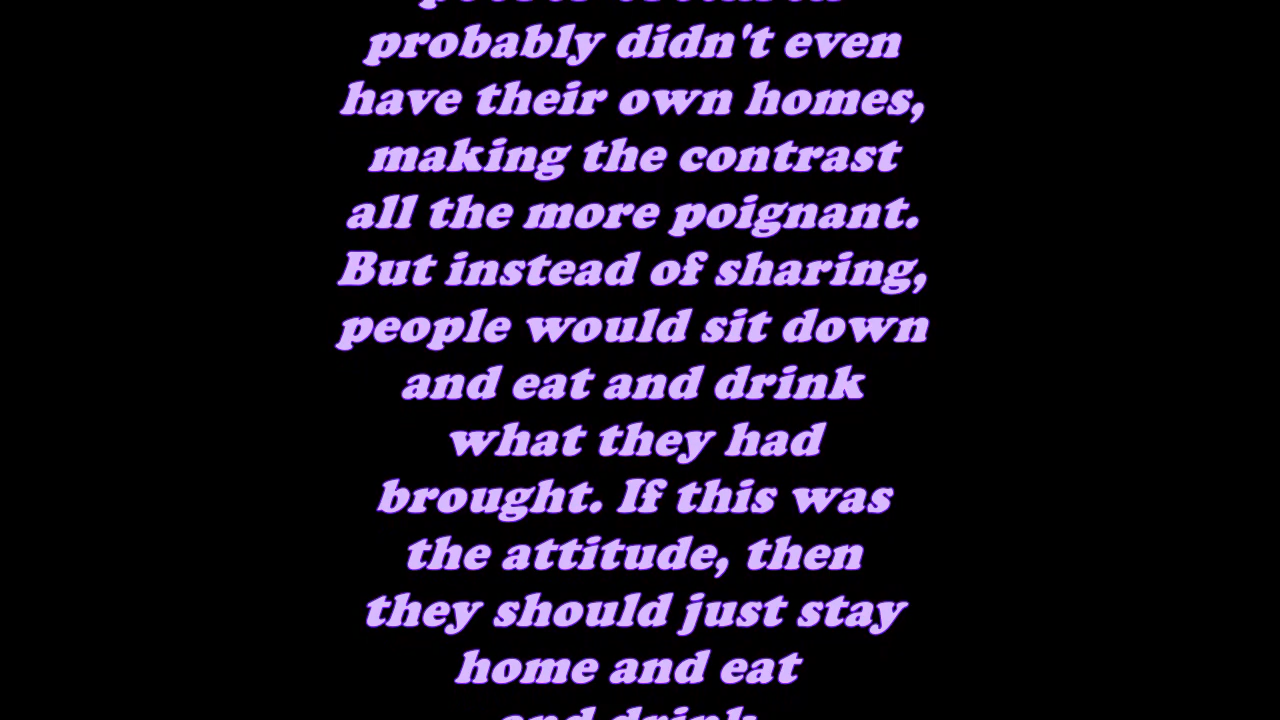 probably didn't even
have their own homes,
making the contrast
all the more poignant.
But instead of sharing,
people would sit down
and eat and drink
what they had
brought. If this was
the attitude, then
they should just stay
home and eat
and drink